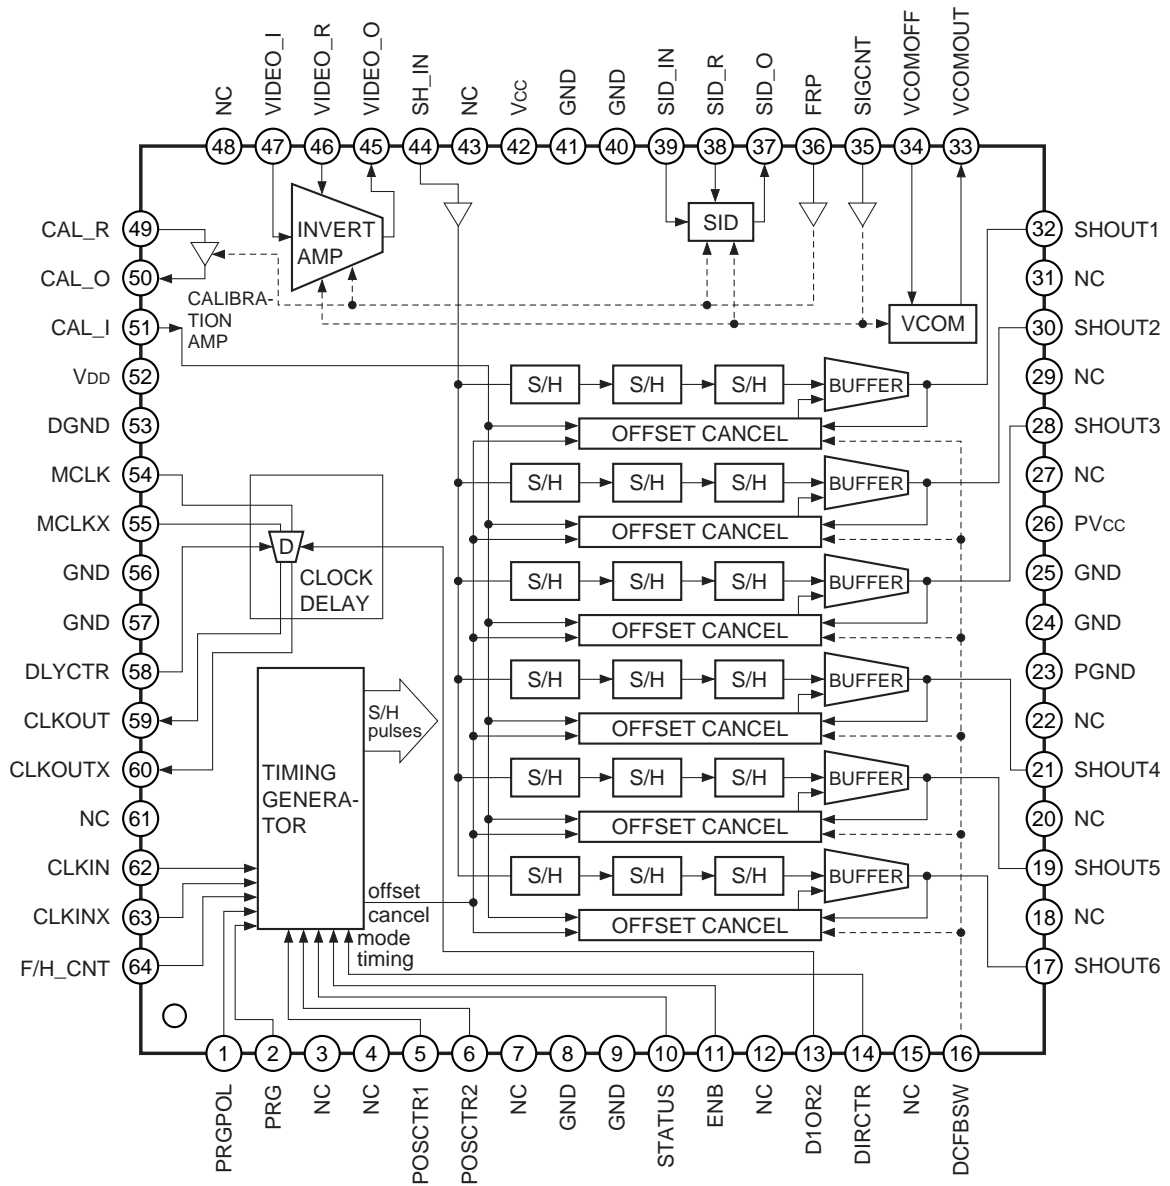 NC
VIDEO_I
VIDEO_R
VIDEO_O
SH_IN
NC
VCC
GND
GND
SID_IN
SID_R
SID_O
FRP
SIGCNT
VCOMOFF
VCOMOUT
48
47
46
45
44
43
42
41
40
39
38
37
36
35
34
33
CAL_R
49
CAL_O
50
CAL_I
51
VDD
52
DGND
53
MCLK
54
MCLKX
55
GND
56
GND
57
DLYCTR
58
CLKOUT
59
CLKOUTX
60
NC
61
CLKIN
62
CLKINX
63
F/H_CNT
64
INVERT
AMP
CALIBRA-
TION
AMP
SID
VCOM
S/H
S/H
S/H
BUFFER
OFFSET CANCEL
S/H
S/H
S/H
BUFFER
OFFSET CANCEL
S/H
S/H
S/H
BUFFER
OFFSET CANCEL
S/H
S/H
S/H
BUFFER
OFFSET CANCEL
S/H
S/H
S/H
BUFFER
OFFSET CANCEL
S/H
S/H
S/H
BUFFER
OFFSET CANCEL
D
CLOCK
DELAY
S/H
pulses
TIMING
GENERA-
TOR
offset
cancel
mode
timing
32
SHOUT1
31
NC
30
SHOUT2
29
NC
28
SHOUT3
27
NC
26
PVCC
25
GND
24
GND
23
PGND
22
NC
21
SHOUT4
20
NC
19
SHOUT5
18
NC
17
SHOUT6
1
2
3
4
5
6
7
8
9
10
11
12
13
14
15
16
PRGPOL
PRG
NC
NC
POSCTR1
POSCTR2
NC
GND
GND
STATUS
ENB
NC
D1OR2
DIRCTR
NC
DCFBSW